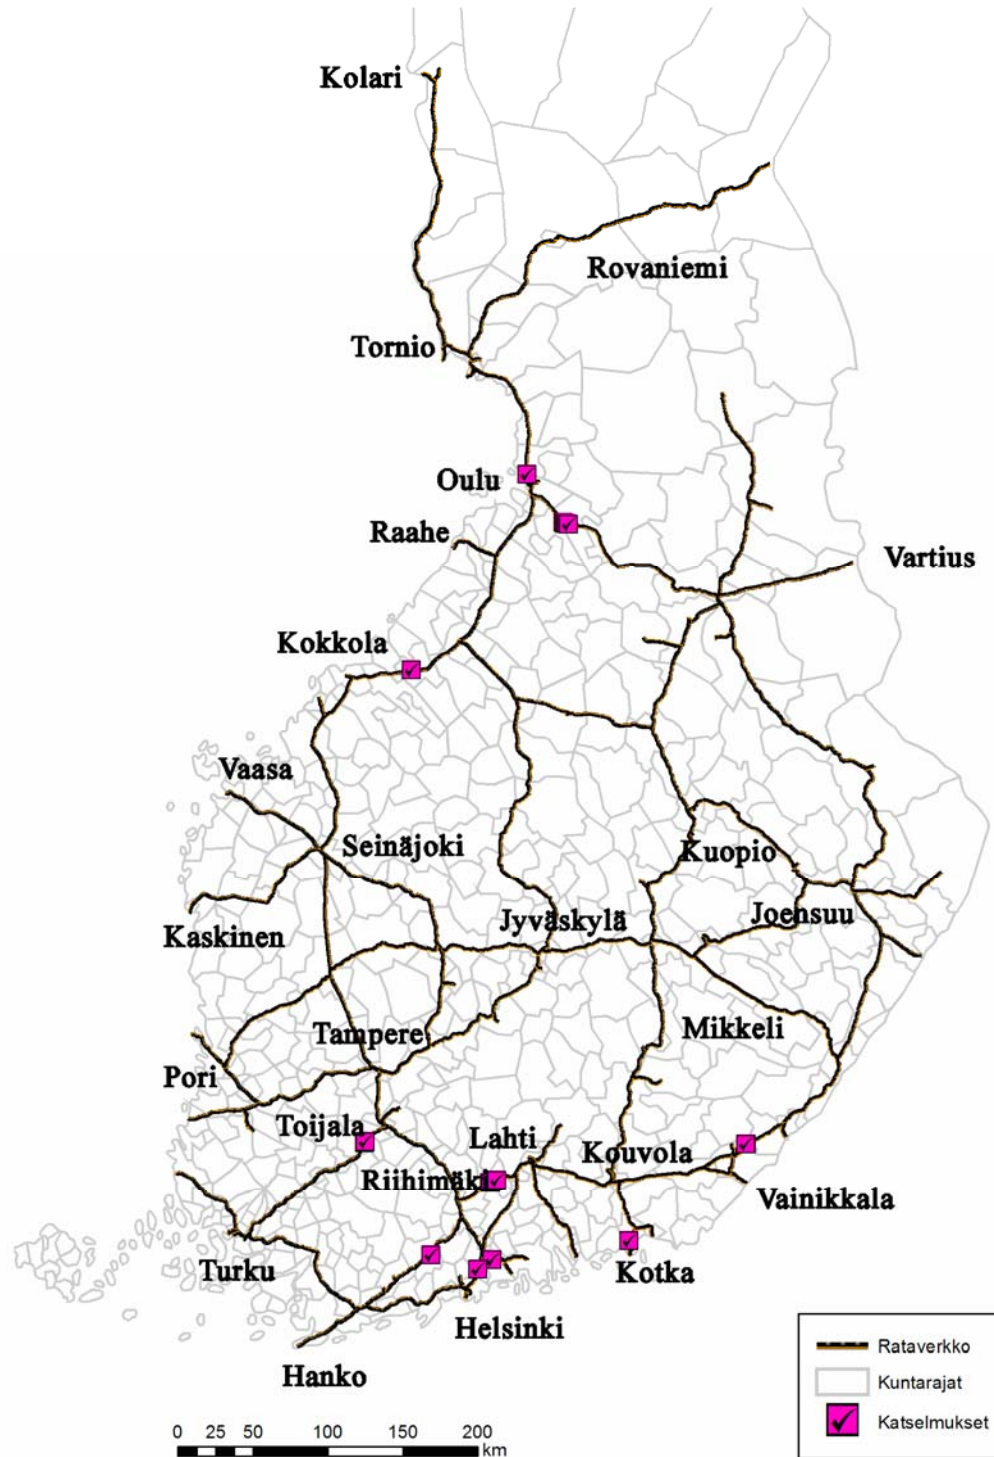 Kolari
Rovaniemi
Tornio
Oulu
Raahe
Vartius
Kokkola
Vaasa
Seinäjoki
Kuopio
Kaskinen
Jyväskylä
Joensuu
Tampere
Mikkeli
Pori
Toijala
Lahti
Kouvola
Riihimäki
Vainikkala
Turku
Kotka
Helsinki
Hanko
Rataverkko
Kuntarajat
Katselmukset
0 25 50 100 150 200
km